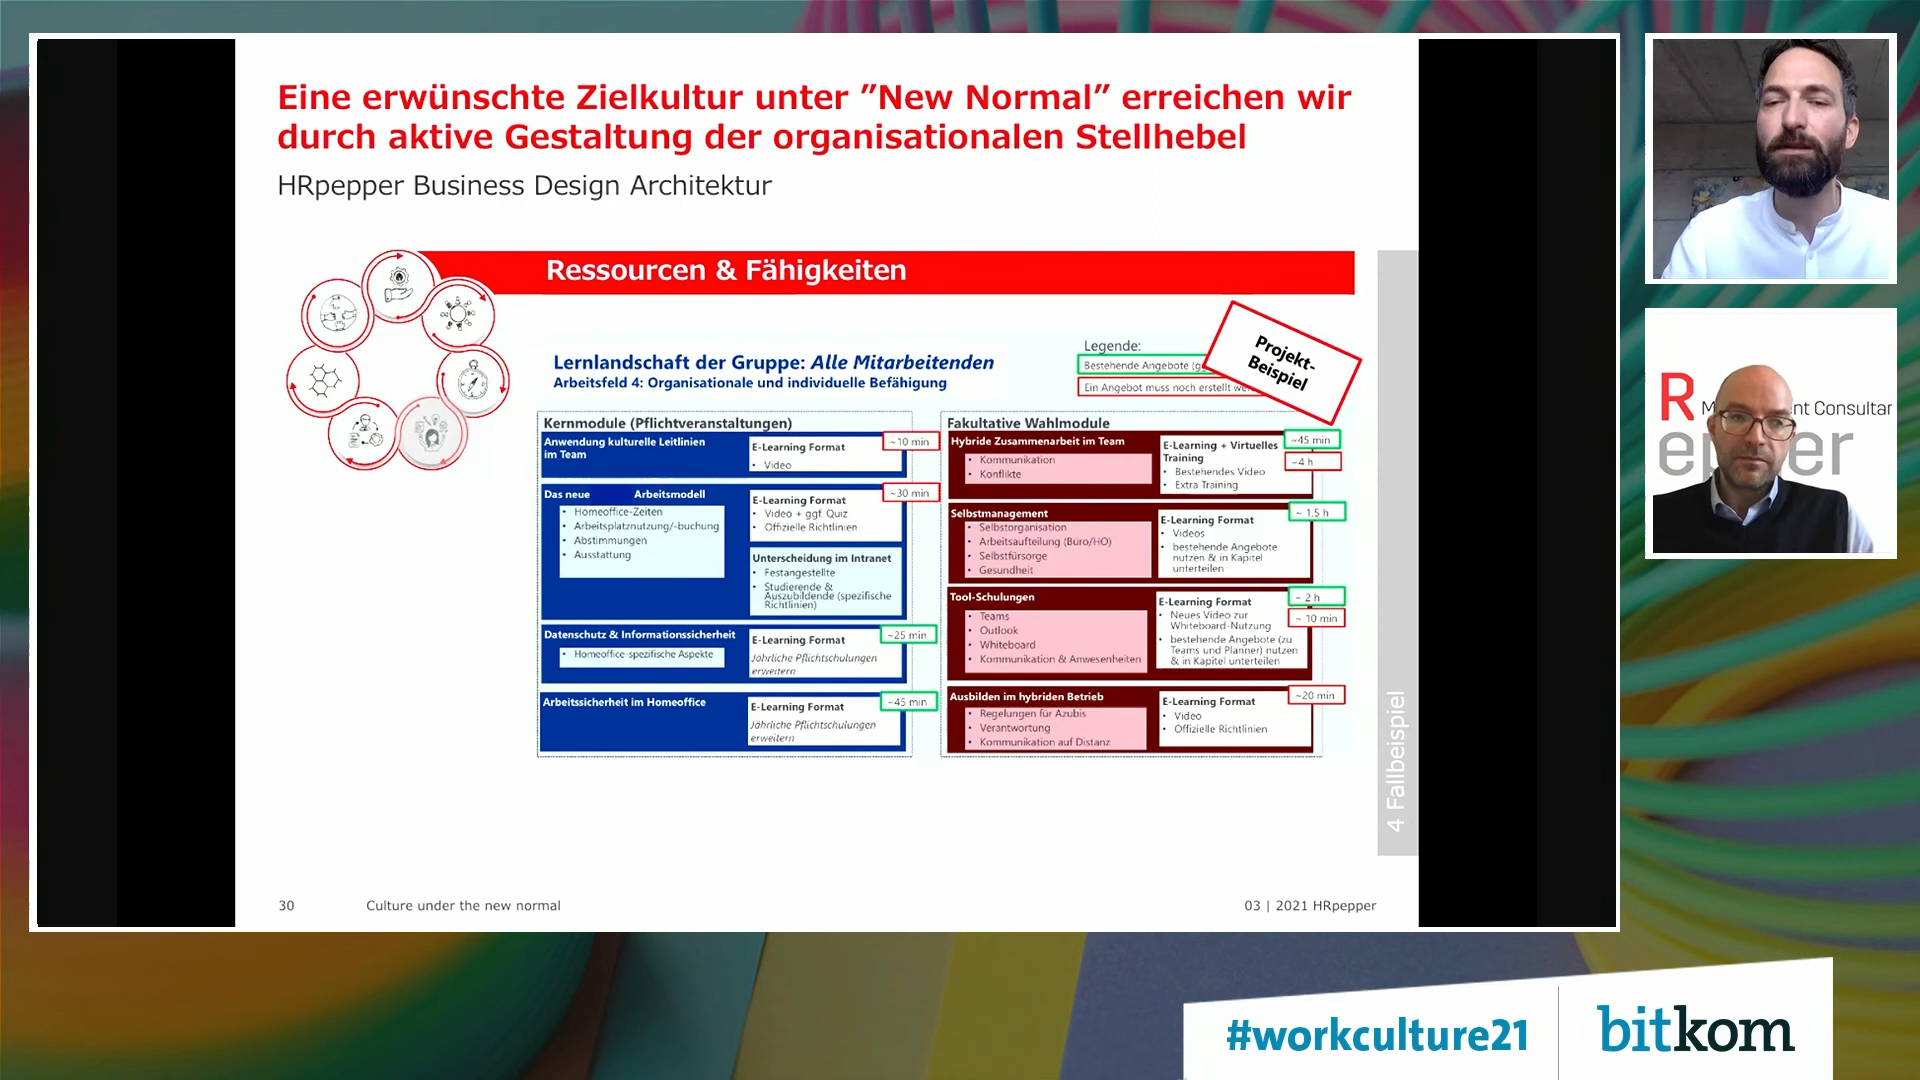 Eine erwünschte Zielkultur unter ”New Normal” erreichen wir
durch aktive Gestaltung der organisationalen Stellhebel
HRpepper Business Design Architektur
Ressourcen & Fähigkeiten
Lernlandschaft der Gruppe: Alle Mitarbeitenden
Arbeitsfeld 4: Organisationale und individuelle Befähigung
Legende:
Bestehende Angebote
Ein Angebot muss noch erstellt
Projekt-
Beispiel
Kernmodule (Pflichtveranstaltungen)
Anwendung kulturelle Leitlinien
im Team
E-Learning Format
• Video
~10 min
Das neue Arbeitsmodell
• Homeoffice-Zeiten
• Arbeitsplatznutzung/-buchung
• Abstimmungen
• Ausstattung
E-Learning Format
• Video + ggf. Quiz
• Offizielle Richtlinien
~30 min
Unterscheidung im Intranet
• Festangestellte
• Studierende &
Auszubildende (spezifische
Richtlinien)
Datenschutz & Informationssicherheit
• Homeoffice-spezifische Aspekte
E-Learning Format
Jährliche Pflichtschulungen
erweitern
~25 min
Arbeitssicherheit im Homeoffice
E-Learning Format
Jährliche Pflichtschulungen
erweitern
~45 min
Fakultative Wahlmodule
Hybride Zusammenarbeit im Team
• Kommunikation
• Konflikte
E-Learning + Virtuelles
Training
• Bestehendes Video
• Extra Training
~45 min
~4 h
Selbstmanagement
• Selbstorganisation
• Arbeitsaufteilung (Büro/HO)
• Selbstfürsorge
• Gesundheit
E-Learning Format
• Videos
• bestehende Angebote
nutzen & in Kapitel
unterteilen
~ 1,5 h
Tool-Schulungen
• Teams
• Outlook
• Whiteboard
• Kommunikation & Anwesenheiten
E-Learning Format
• Neues Video zur
Whiteboard-Nutzung
• bestehende Angebote (zu
Teams und Planner) nutzen
& in Kapitel unterteilen
~ 2 h
~ 10 min
Ausbilden im hybriden Betrieb
• Regelungen für Azubis
• Verantwortung
• Kommunikation auf Distanz
E-Learning Format
• Video
• Offizielle Richtlinien
~20 min
4 Fallbeispiel
30
Culture under the new normal
03 | 2021 HRpepper
#workculture21
bitkom